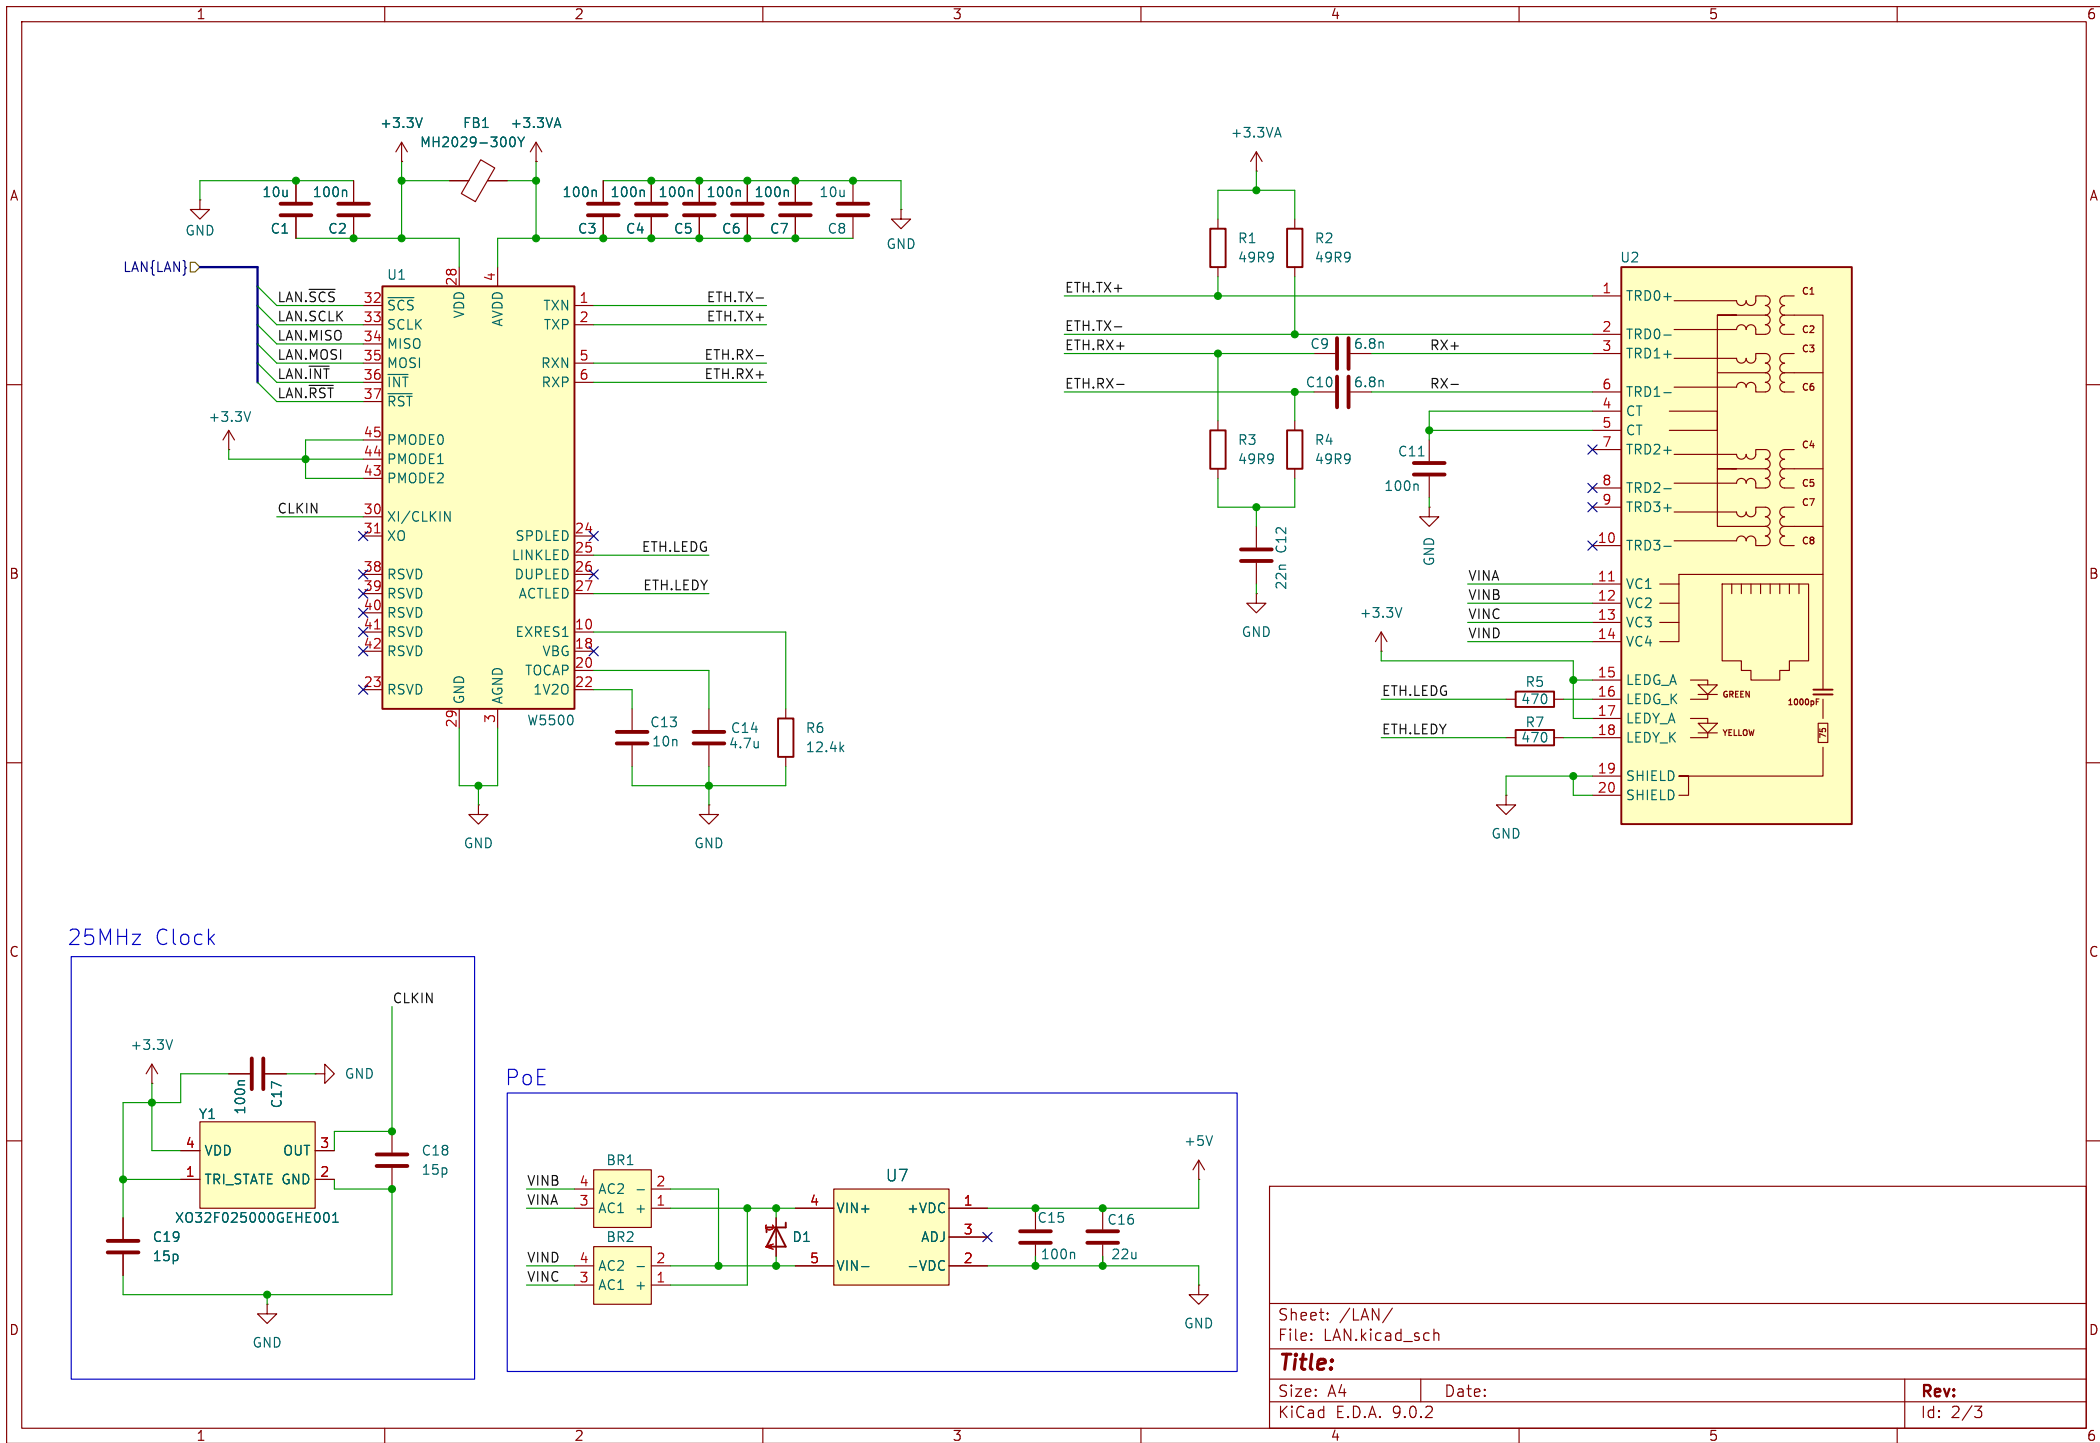 1 2 3 4 5 6
A A
B B
C C
D D
+3.3V FB1 +3.3VA
MH2029-300Y
10u 100n
C1 C2
GND
100n 100n 100n 100n 100n 10u
C3 C4 C5 C6 C7 C8
GND
LAN{LAN}
LAN.SCS
LAN.SCLK
LAN.MISO
LAN.MOSI
LAN.INT
LAN.RST
+3.3V
CLKIN
U1
28 VDD
4 AVDD
32 SCS
33 SCLK
34 MISO
35 MOSI
36 INT
37 RST
45 PMODE0
44 PMODE1
43 PMODE2
30 XI/CLKIN
31 XO
38 RSVD
39 RSVD
40 RSVD
41 RSVD
42 RSVD
23 RSVD
29 GND
3 AGND
W5500
TXN 1 ETH.TX-
TXP 2 ETH.TX+
RXN 5 ETH.RX-
RXP 6 ETH.RX+
SPDLED 24
LINKLED 25 ETH.LEDG
DUPLED 26
ACTLED 27 ETH.LEDY
EXRES1 10
VBG 18
TOCAP 20
1V2O 22
C13
10n
C14
4.7u
R6
12.4k
GND
GND
+3.3VA
R1
49R9
R2
49R9
ETH.TX+
ETH.TX-
ETH.RX+
ETH.RX-
C9 6.8n RX+
C10 6.8n RX-
R3
49R9
R4
49R9
C11
100n
GND
C12
22n
GND
VINA
VINB
VINC
VIND
+3.3V
ETH.LEDG
R5
470
ETH.LEDY
R7
470
GND
U2
1 TRD0+
2 TRD0-
3 TRD1+
6 TRD1-
4 CT
5 CT
7 TRD2+
8 TRD2-
9 TRD3+
10 TRD3-
11 VC1
12 VC2
13 VC3
14 VC4
15 LEDG_A
16 LEDG_K
17 LEDY_A
18 LEDY_K
19 SHIELD
20 SHIELD
C1
C2
C3
C6
C4
C5
C7
C8
GREEN
YELLOW
1000pF
75
25MHz Clock
CLKIN
+3.3V
100n
C17
GND
Y1
4 VDD OUT 3
1 TRI_STATE GND 2
XO32F025000GEHE001
C18
15p
C19
15p
GND
PoE
BR1
VINB 4 AC2 - 2
VINA 3 AC1 + 1
BR2
VIND 4 AC2 - 2
VINC 3 AC1 + 1
D1
U7
4 VIN+ +VDC 1
ADJ 3
5 VIN- -VDC 2
C15
100n
C16
22u
+5V
GND
Sheet: /LAN/
File: LAN.kicad_sch
Title:
Size: A4 Date: Rev:
KiCad E.D.A. 9.0.2 Id: 2/3
1 2 3 4 5 6